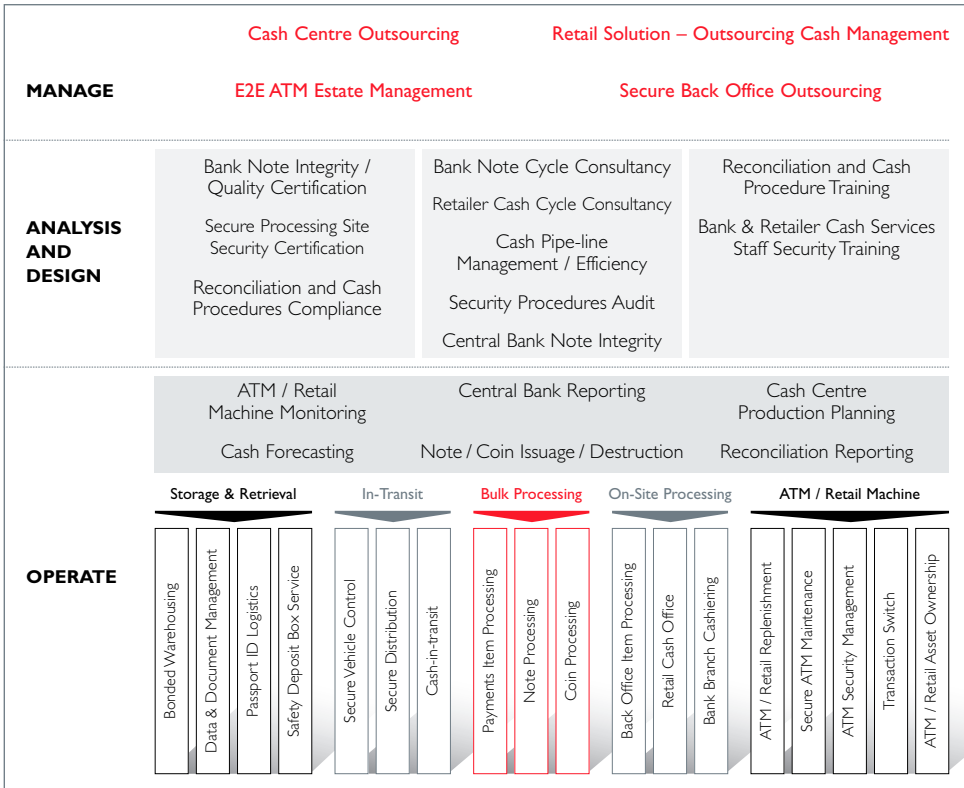 Cash Centre Outsourcing
Retail Solution – Outsourcing Cash Management
MANAGE
E2E ATM Estate Management
Secure Back Office Outsourcing
ANALYSIS
AND
DESIGN
Bank Note Integrity /
Quality Certification
Secure Processing Site
Security Certification
Reconciliation and Cash
Procedures Compliance
Bank Note Cycle Consultancy
Retailer Cash Cycle Consultancy
Cash Pipe-line
Management / Efficiency
Security Procedures Audit
Central Bank Note Integrity
Reconciliation and Cash
Procedure Training
Bank & Retailer Cash Services
Staff Security Training
OPERATE
ATM / Retail
Machine Monitoring
Cash Forecasting
Central Bank Reporting
Note / Coin Issuage / Destruction
Cash Centre
Production Planning
Reconciliation Reporting
Storage & Retrieval
Bonded Warehousing
Data & Document Management
Passport ID Logistics
Safety Deposit Box Service
In-Transit
Secure Vehicle Control
Secure Distribution
Cash-in-transit
Bulk Processing
Payments Item Processing
Note Processing
Coin Processing
On-Site Processing
Back Office Item Processing
Retail Cash Office
Bank Branch Cashiering
ATM / Retail Machine
ATM / Retail Replenishment
Secure ATM Maintenance
ATM Security Management
Transaction Switch
ATM / Retail Asset Ownership